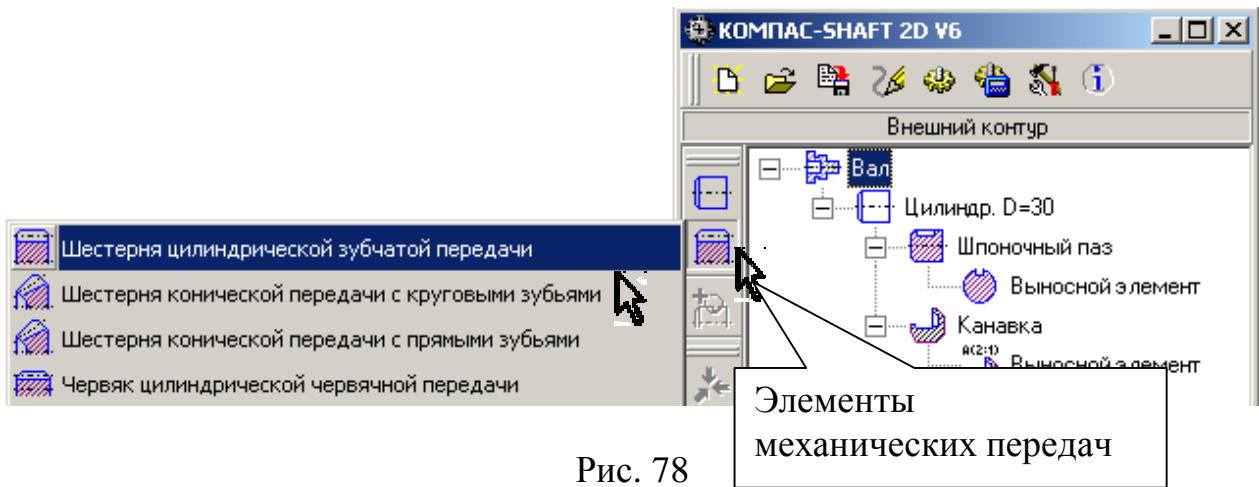 КОМПАС-SHAFT 2D V6
Внешний контур
Вал
Цилиндр. D=30
Шпоночный паз
Выносной элемент
Канавка
A(2:1)
Выносной элемент
Шестерня цилиндрической зубчатой передачи
Шестерня конической передачи с круговыми зубьями
Шестерня конической передачи с прямыми зубьями
Червяк цилиндрической червячной передачи
Элементы
механических передач
Рис. 78